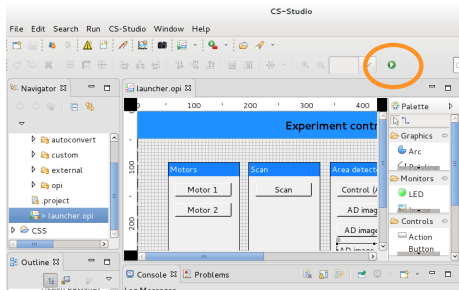 CS-Studio
File Edit Search Run CS-Studio Window Help
Navigator
launcher.opi
Palette
0 100 200 300 400
Experiment contr
Graphics
Arc
autoconvert
custom
external
opi
.project
> launcher.opi
CSS
100
200
Motors
Motor 1
Motor 2
Scan
Scan
Area detecto
Control (A
AD imag
AD imag
Monitors
LED
Controls
Action
Button
Outline
Console
Problems